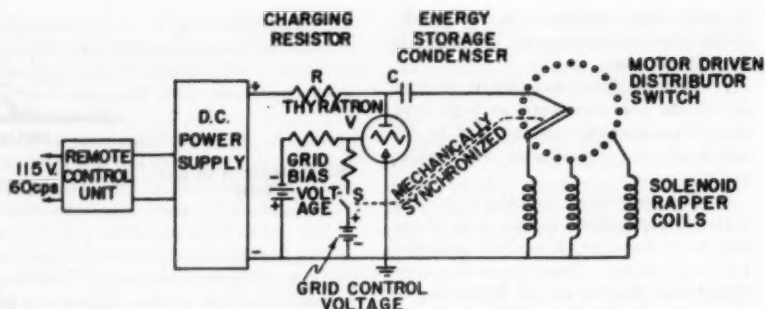 CHARGING
RESISTOR
ENERGY
STORAGE
CONDENSER
MOTOR DRIVEN
DISTRIBUTOR
SWITCH
R
C
THYRATRON
V
+
D.C.
POWER
SUPPLY
115 V.
60cps
REMOTE
CONTROL
UNIT
GRID
BIAS
VOLT-
AGE
S
MECHANICALLY
SYNCHRONIZED
SOLENOID
RAPPER
COILS
-
+
+
-
-
GRID CONTROL
VOLTAGE